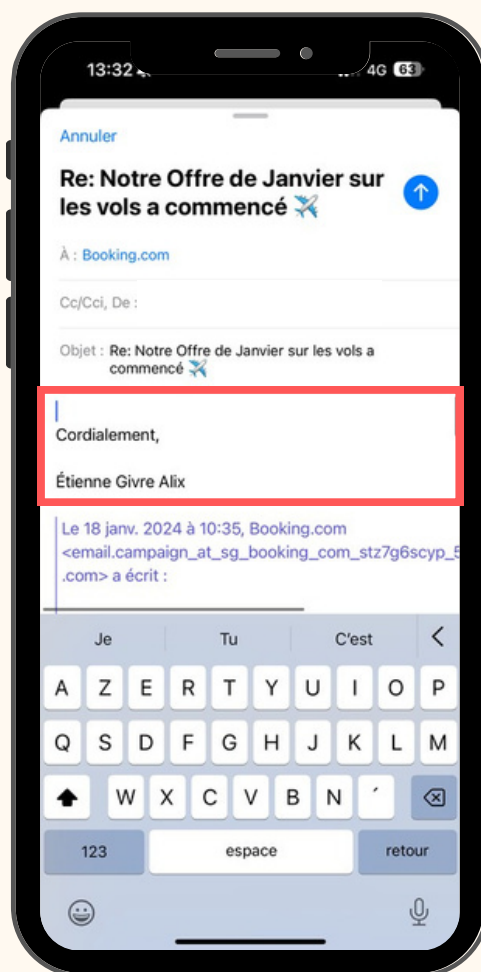 13:32 4G 63
Annuler
Re: Notre Offre de Janvier sur
les vols a commencé ✈️
À : Booking.com
Cc/Cci, De :
Objet : Re: Notre Offre de Janvier sur les vols a
commencé ✈️
Cordialement,
Étienne Givre Alix
Le 18 janv. 2024 à 10:35, Booking.com
<email.campaign_at_sg_booking_com_stz7g6scyp_5
.com> a écrit :
Je Tu C'est
A Z E R T Y U I O P
Q S D F G H J K L M
W X C V B N ´
123 espace retour